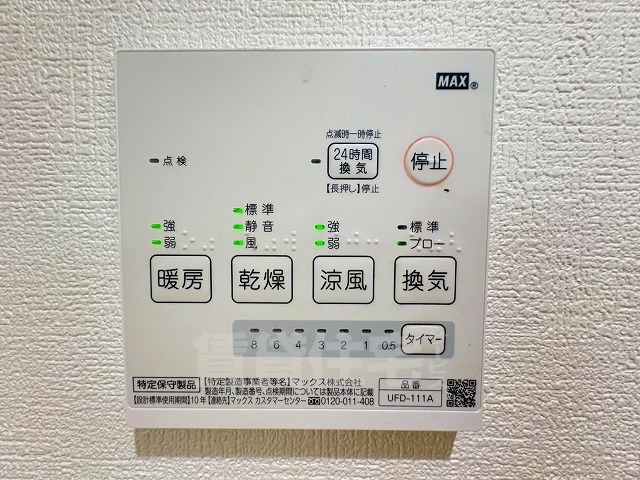 MAX®
点滅時一時停止
点検
24時間
換気
停止
【長押し】停止
標準
強 静音 強 標準
弱 風 弱 ブロー
暖房 乾燥 涼風 換気
8 6 4 3 2 1 0.5 タイマー
特定保守製品 【特定製造事業者等名】マックス株式会社
製造年月、製造番号、点検期間については製品本体に記載
【設計標準使用期間】10年【連絡先】マックス カスタマーセンター 0120-011-408
品番
UFD-111A